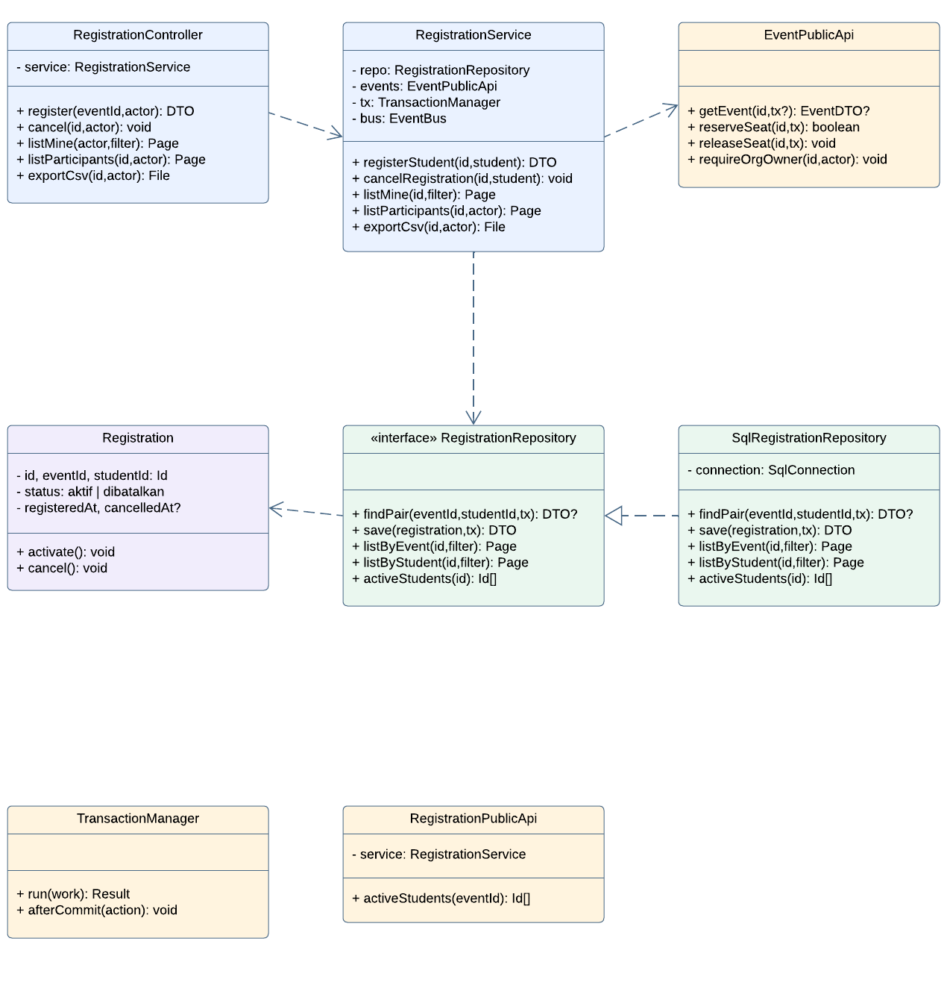 RegistrationController
- service: RegistrationService
+ register(eventId,actor): DTO
+ cancel(id,actor): void
+ listMine(actor,filter): Page
+ listParticipants(id,actor): Page
+ exportCsv(id,actor): File
RegistrationService
- repo: RegistrationRepository
- events: EventPublicApi
- tx: TransactionManager
- bus: EventBus
+ registerStudent(id,student): DTO
+ cancelRegistration(id,student): void
+ listMine(id,filter): Page
+ listParticipants(id,actor): Page
+ exportCsv(id,actor): File
EventPublicApi
+ getEvent(id,tx?): EventDTO?
+ reserveSeat(id,tx): boolean
+ releaseSeat(id,tx): void
+ requireOrgOwner(id,actor): void
Registration
- id, eventId, studentId: Id
- status: aktif | dibatalkan
- registeredAt, cancelledAt?
+ activate(): void
+ cancel(): void
«interface» RegistrationRepository
+ findPair(eventId,studentId,tx): DTO?
+ save(registration,tx): DTO
+ listByEvent(id,filter): Page
+ listByStudent(id,filter): Page
+ activeStudents(id): Id[]
SqlRegistrationRepository
- connection: SqlConnection
+ findPair(eventId,studentId,tx): DTO?
+ save(registration,tx): DTO
+ listByEvent(id,filter): Page
+ listByStudent(id,filter): Page
+ activeStudents(id): Id[]
TransactionManager
+ run(work): Result
+ afterCommit(action): void
RegistrationPublicApi
- service: RegistrationService
+ activeStudents(eventId): Id[]